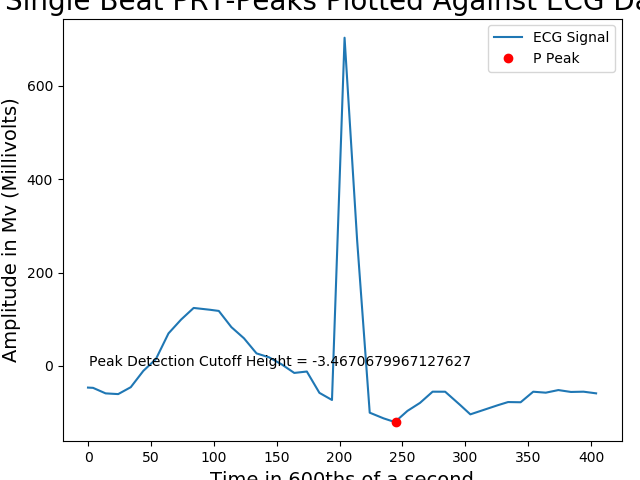 Single Beat PRT-Peaks Plotted Against ECG Da
ECG Signal
P Peak
Amplitude in Mv (Millivolts)
600
400
200
0
Peak Detection Cutoff Height = -3.4670679967127627
0 50 100 150 200 250 300 350 400
Time in 600ths of a second